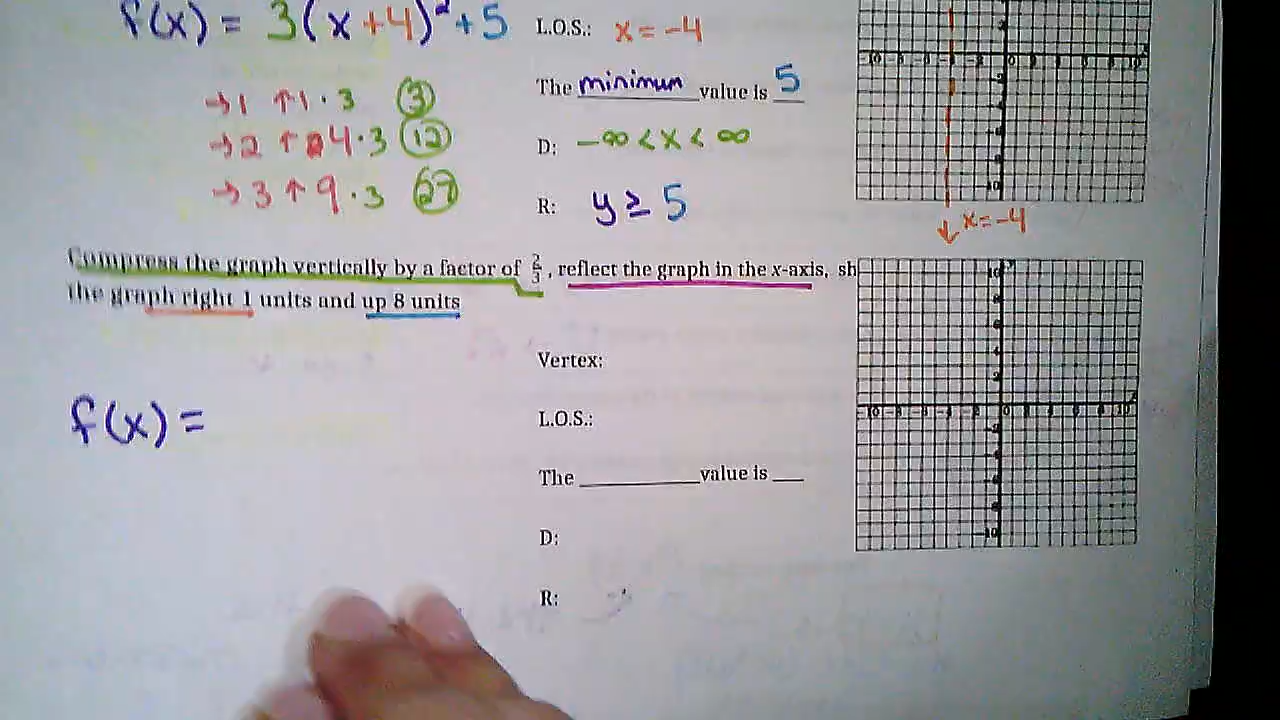 f(x) = 3(x+4)²+5
L.O.S.: x = -4
The minimum value is 5
→1 ↑1·3 3
→2 ↑4·3 12
→3 ↑9·3 27
D: -∞ < x < ∞
R: y ≥ 5
x=-4
Compress the graph vertically by a factor of 2/3, reflect the graph in the x-axis, sh
the graph right 1 units and up 8 units
Vertex:
f(x) =
L.O.S.:
The ___________ value is ___
D:
R: